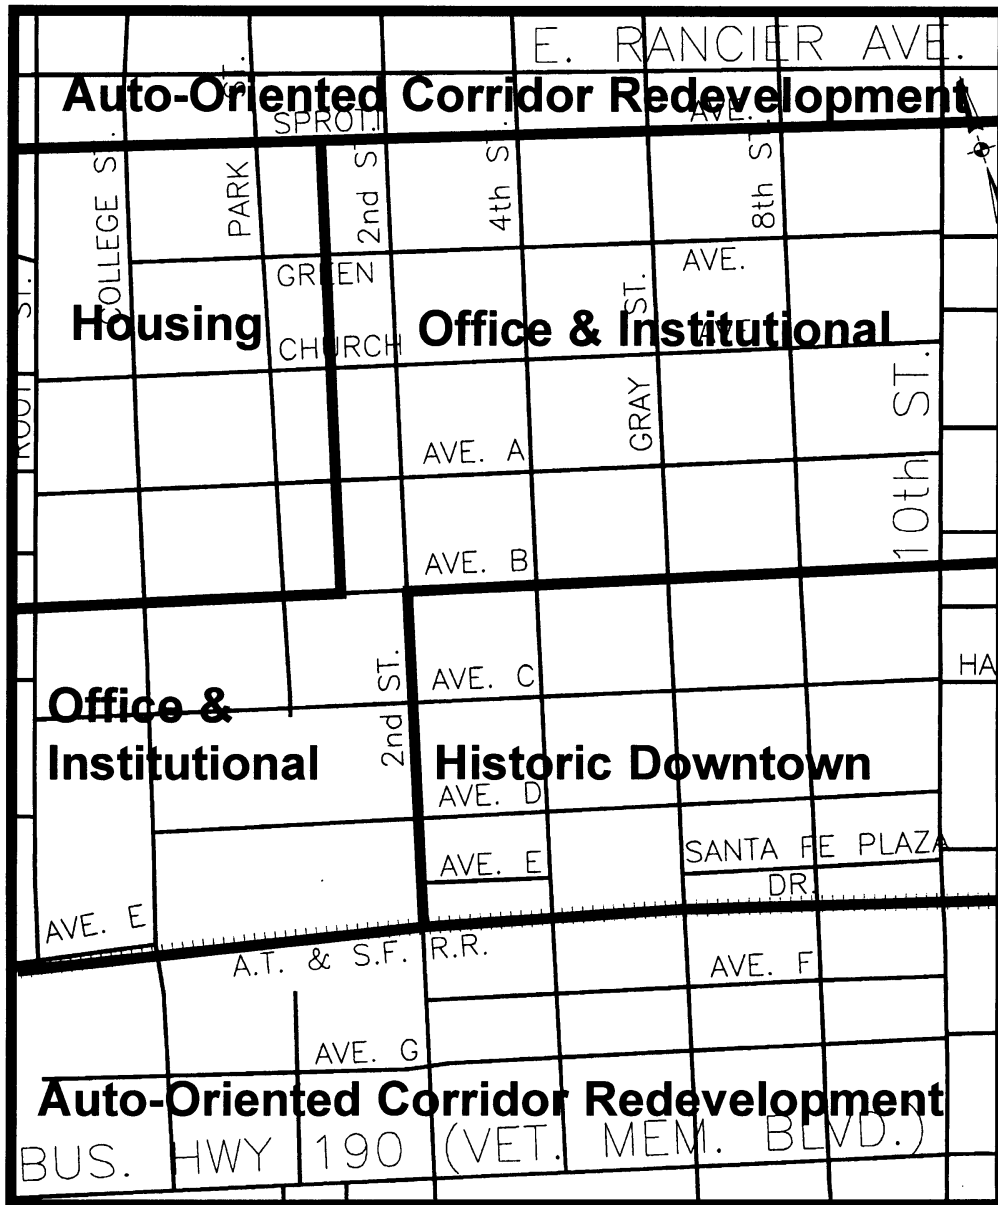 E. RANCIER AVE.
Auto-Oriented Corridor Redevelopment
ST.
SPROTT
AVE.
COLLEGE ST.
PARK
2nd ST.
4th ST.
8th ST.
GREEN
AVE.
ROOT ST.
Housing
ST.
Office & Institutional
CHURCH
AVE.
GRAY
10th ST.
AVE. A
AVE. B
2nd ST.
AVE. C
HA
Office &
Institutional
Historic Downtown
AVE. D
AVE. E
SANTA FE PLAZA
DR.
AVE. E
A.T. & S.F. R.R.
AVE. F
AVE. G
Auto-Oriented Corridor Redevelopment
BUS. HWY 190 (VET. MEM. BLVD.)